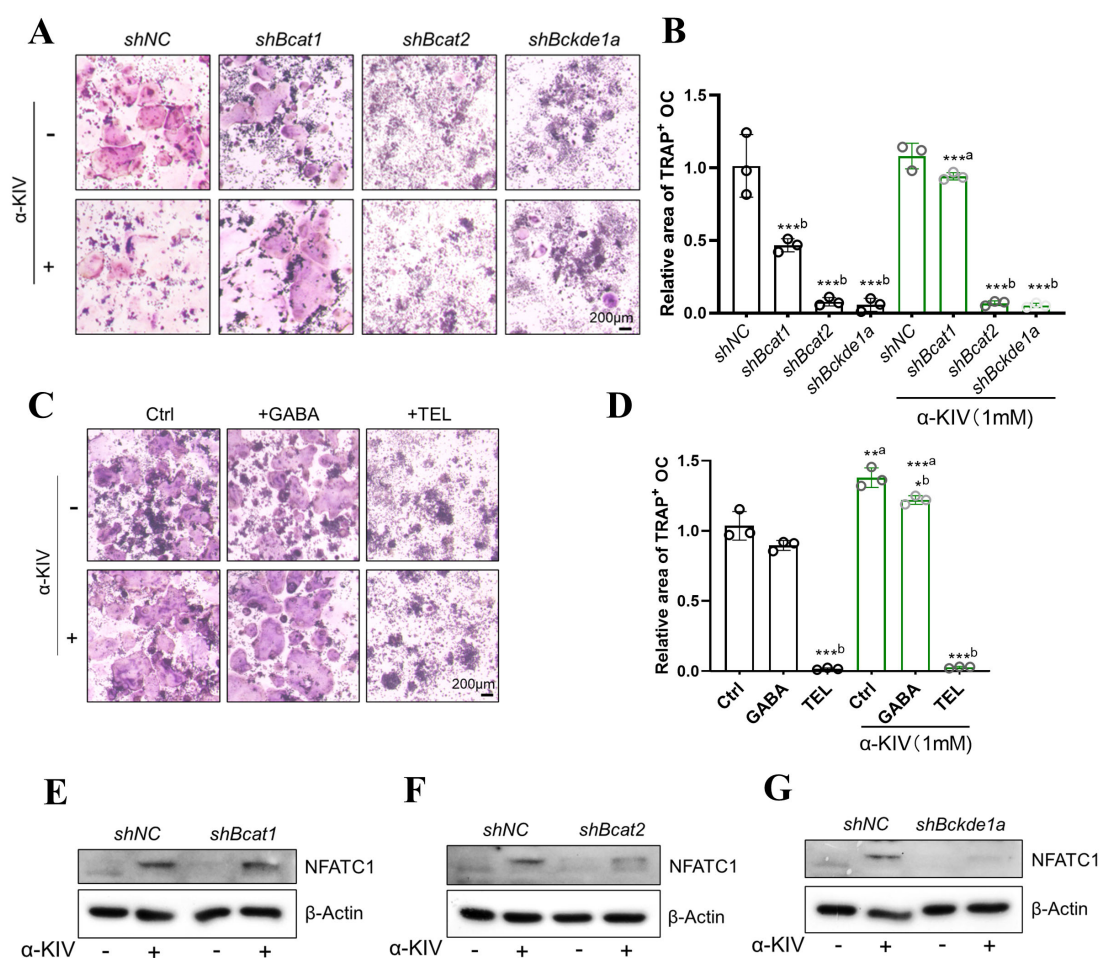 A
shNC shBcat1 shBcat2 shBckde1a
α-KIV
-
+
200μm
B
Relative area of TRAP⁺ OC
1.5
1.0
0.5
0.0
***b
***b
***b
***a
***b
***b
shNC shBcat1 shBcat2 shBckde1a shNC shBcat1 shBcat2 shBckde1a
α-KIV(1mM)
C
Ctrl +GABA +TEL
α-KIV
-
+
200μm
D
Relative area of TRAP⁺ OC
1.5
1.0
0.5
0.0
***b
**a
***a
*b
***b
Ctrl GABA TEL Ctrl GABA TEL
α-KIV(1mM)
E
shNC shBcat1
NFATC1
β-Actin
α-KIV - + - +
F
shNC shBcat2
NFATC1
β-Actin
α-KIV - + - +
G
shNC shBckde1a
NFATC1
β-Actin
α-KIV - + - +